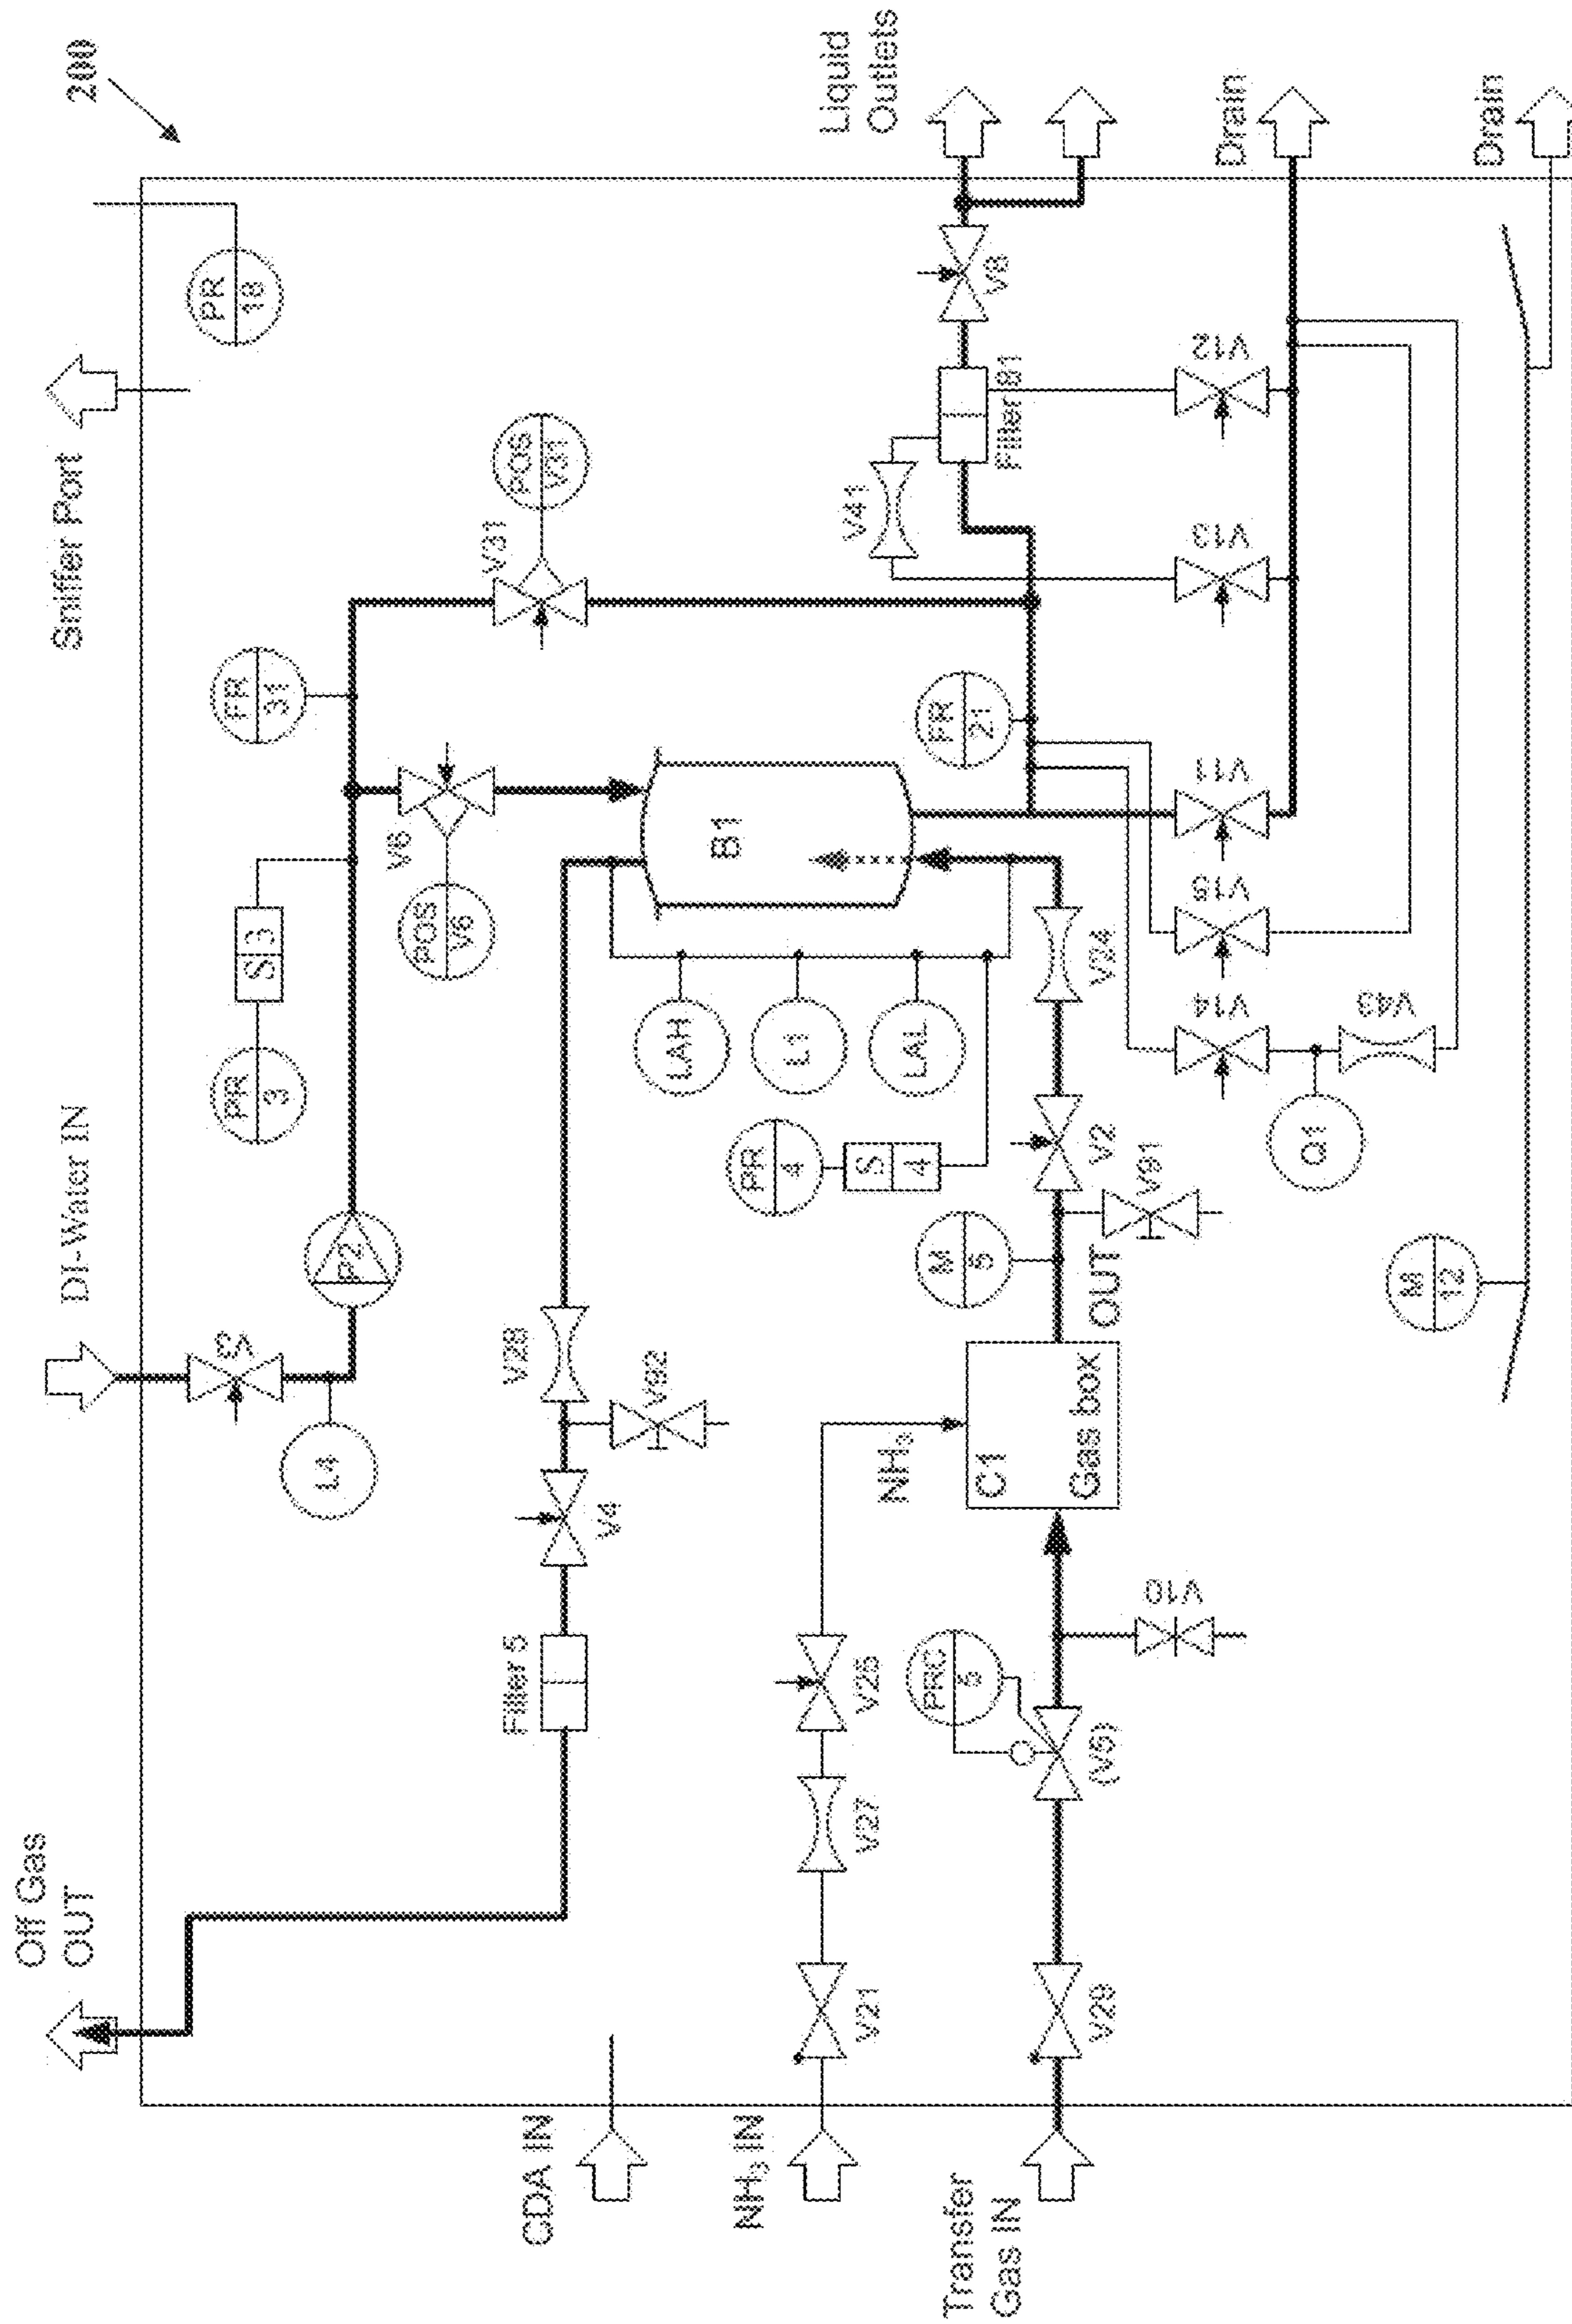 200
Off Gas
OUT
DI-Water IN
Sniffer Port
PR
18
V3
L4
P2
PR
3
S 3
FR
31
V6
POS
V6
V31
POS
V31
Filter 5
V4
V92
V28
B1
LAH
L1
LAL
PR
4
S 4
V41
Filter 81
V8
Liquid
Outlets
CDA IN
NH₃ IN
V21
V27
V25
NH₃
Transfer
Gas IN
V29
(V5)
PRC
5
V10
C1
Gas box
OUT
M
5
V91
V2
V24
FR
21
V14
V15
V11
V13
V12
Drain
Q1
V43
M
12
Drain